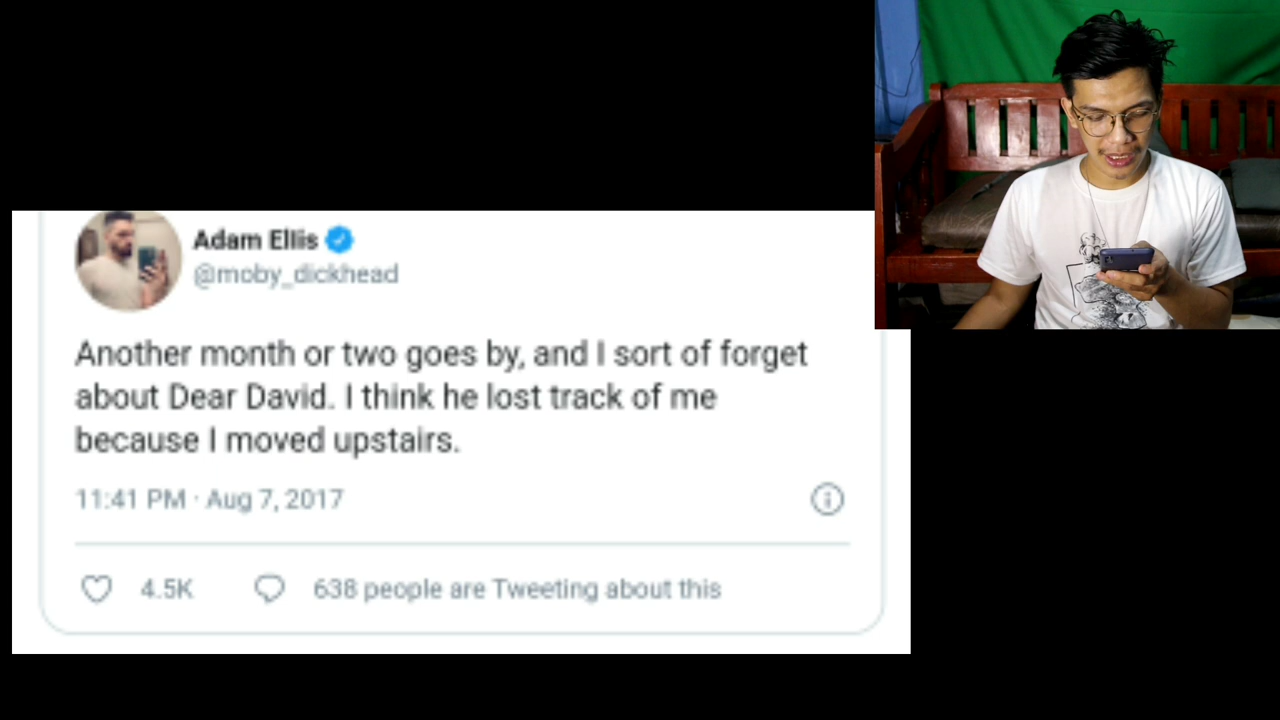 Adam Ellis
@moby_dickhead
Another month or two goes by, and I sort of forget
about Dear David. I think he lost track of me
because I moved upstairs.
11:41 PM · Aug 7, 2017
4.5K 638 people are Tweeting about this